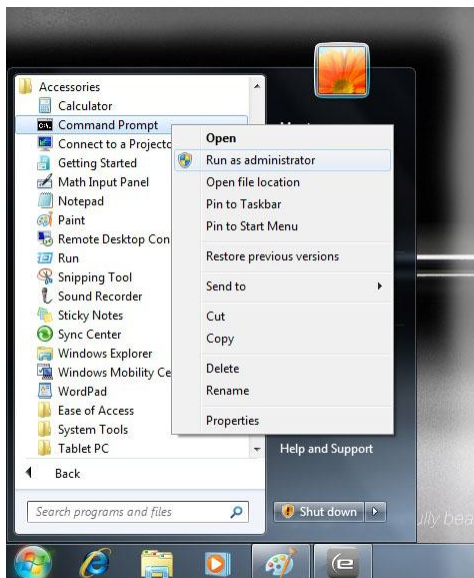 Accessories
Calculator
Command Prompt
Connect to a Projecto
Getting Started
Math Input Panel
Notepad
Paint
Remote Desktop Con
Run
Snipping Tool
Sound Recorder
Sticky Notes
Sync Center
Windows Explorer
Windows Mobility Ce
WordPad
Ease of Access
System Tools
Tablet PC
Back
Search programs and files
Open
Run as administrator
Open file location
Pin to Taskbar
Pin to Start Menu
Restore previous versions
Send to
Cut
Copy
Delete
Rename
Properties
Help and Support
Shut down